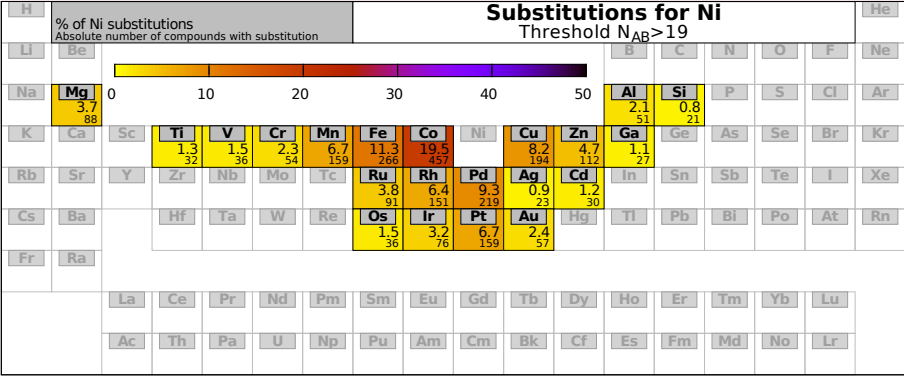 H He
% of Ni substitutions
Absolute number of compounds with substitution
Substitutions for Ni
Threshold N_AB>19
Li Be B C N O F Ne
0 10 20 30 40 50
Na Mg Al Si P S Cl Ar
3.7 2.1 0.8
88 51 21
K Ca Sc Ti V Cr Mn Fe Co Ni Cu Zn Ga Ge As Se Br Kr
1.3 1.5 2.3 6.7 11.3 19.5 8.2 4.7 1.1
32 36 54 159 266 457 194 112 27
Rb Sr Y Zr Nb Mo Tc Ru Rh Pd Ag Cd In Sn Sb Te I Xe
3.8 6.4 9.3 0.9 1.2
91 151 219 23 30
Cs Ba Hf Ta W Re Os Ir Pt Au Hg Tl Pb Bi Po At Rn
1.5 3.2 6.7 2.4
36 76 159 57
Fr Ra
La Ce Pr Nd Pm Sm Eu Gd Tb Dy Ho Er Tm Yb Lu
Ac Th Pa U Np Pu Am Cm Bk Cf Es Fm Md No Lr